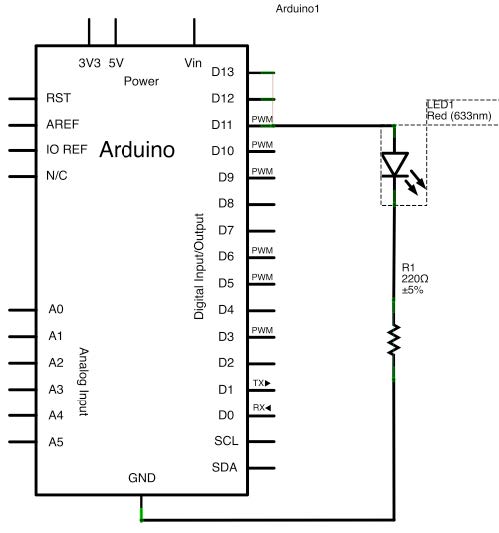 Arduino1
3V3
5V
Vin
Power
D13
RST
D12
AREF
D11
PWM
LED1
Red (633nm)
IO REF
Arduino
D10
PWM
N/C
D9
PWM
D8
Digital Input/Output
D7
D6
PWM
R1
220Ω
±5%
D5
PWM
A0
D4
A1
D3
PWM
Analog Input
A2
D2
A3
D1
TX▶
A4
D0
RX◀
A5
SCL
SDA
GND